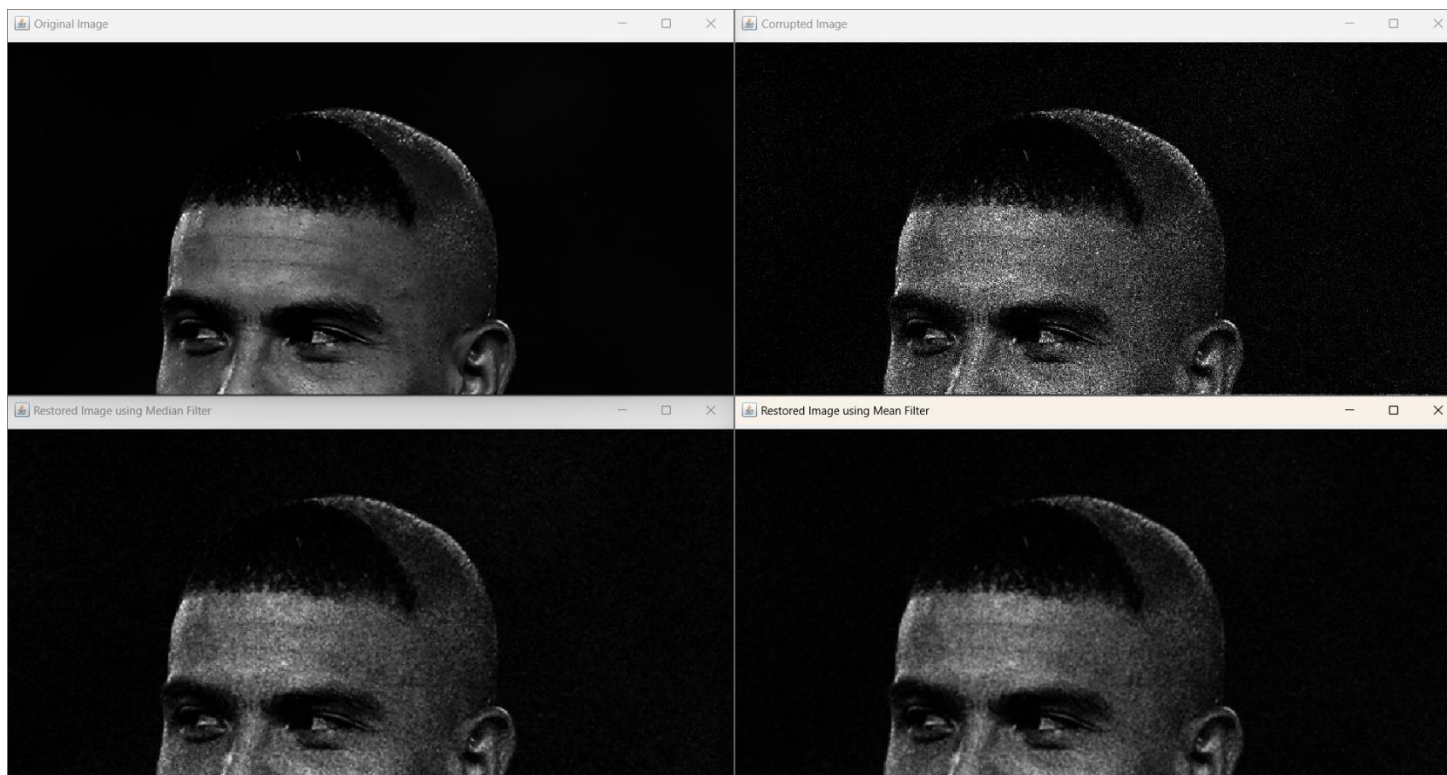 Original Image
Corrupted Image
Restored Image using Median Filter
Restored Image using Mean Filter